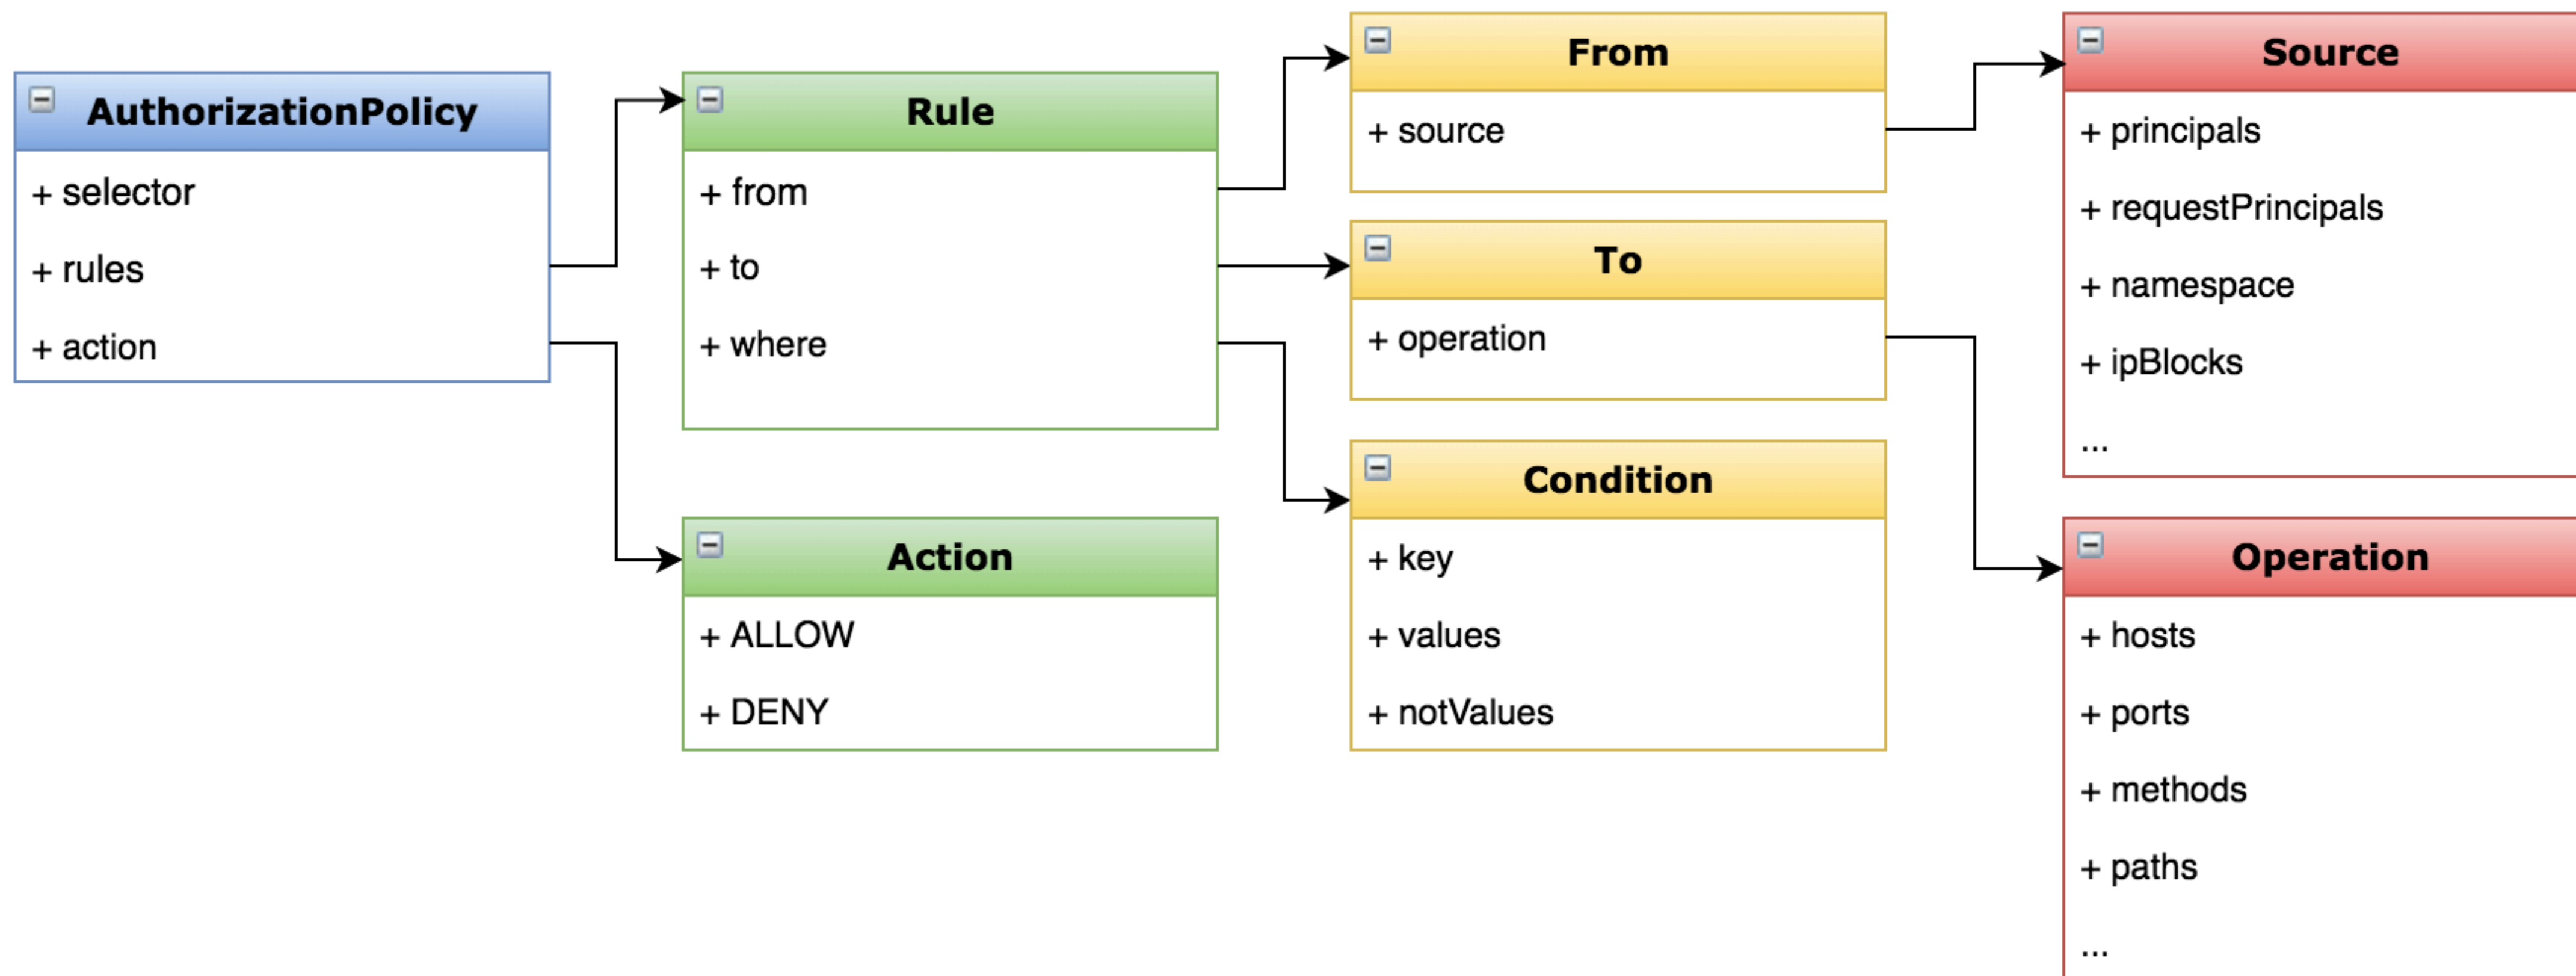 AuthorizationPolicy
+ selector
+ rules
+ action
Rule
+ from
+ to
+ where
Action
+ ALLOW
+ DENY
From
+ source
To
+ operation
Condition
+ key
+ values
+ notValues
Source
+ principals
+ requestPrincipals
+ namespace
+ ipBlocks
...
Operation
+ hosts
+ ports
+ methods
+ paths
...